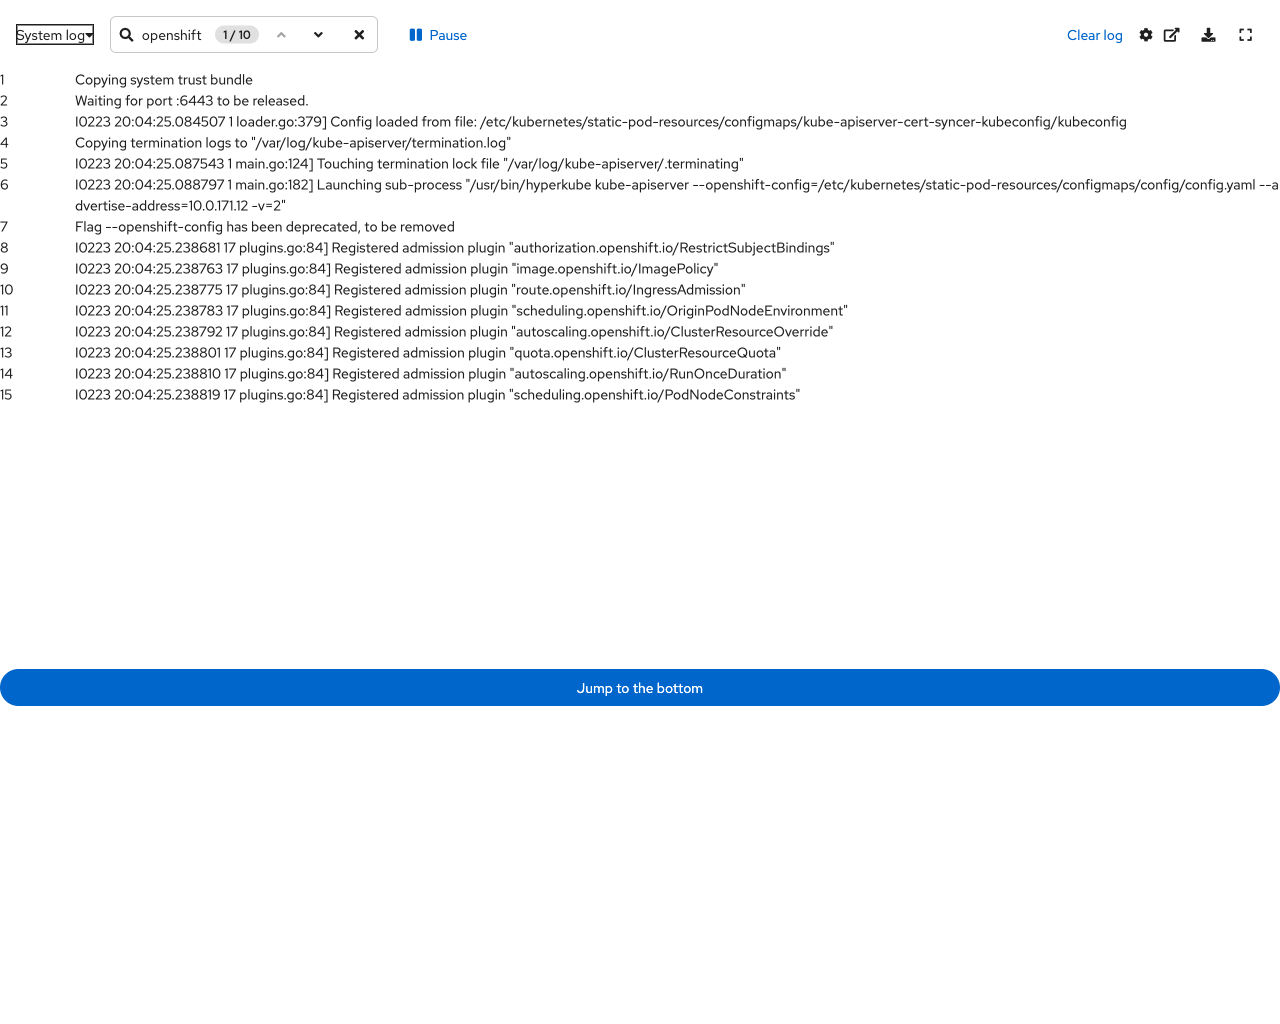 System log openshift 1 / 10 Pause Clear log
1 Copying system trust bundle
2 Waiting for port :6443 to be released.
3 I0223 20:04:25.084507 1 loader.go:379] Config loaded from file: /etc/kubernetes/static-pod-resources/configmaps/kube-apiserver-cert-syncer-kubeconfig/kubeconfig
4 Copying termination logs to "/var/log/kube-apiserver/termination.log"
5 I0223 20:04:25.087543 1 main.go:124] Touching termination lock file "/var/log/kube-apiserver/.terminating"
6 I0223 20:04:25.088797 1 main.go:182] Launching sub-process "/usr/bin/hyperkube kube-apiserver --openshift-config=/etc/kubernetes/static-pod-resources/configmaps/config/config.yaml --a
dvertise-address=10.0.171.12 -v=2"
7 Flag --openshift-config has been deprecated, to be removed
8 I0223 20:04:25.238681 17 plugins.go:84] Registered admission plugin "authorization.openshift.io/RestrictSubjectBindings"
9 I0223 20:04:25.238763 17 plugins.go:84] Registered admission plugin "image.openshift.io/ImagePolicy"
10 I0223 20:04:25.238775 17 plugins.go:84] Registered admission plugin "route.openshift.io/IngressAdmission"
11 I0223 20:04:25.238783 17 plugins.go:84] Registered admission plugin "scheduling.openshift.io/OriginPodNodeEnvironment"
12 I0223 20:04:25.238792 17 plugins.go:84] Registered admission plugin "autoscaling.openshift.io/ClusterResourceOverride"
13 I0223 20:04:25.238801 17 plugins.go:84] Registered admission plugin "quota.openshift.io/ClusterResourceQuota"
14 I0223 20:04:25.238810 17 plugins.go:84] Registered admission plugin "autoscaling.openshift.io/RunOnceDuration"
15 I0223 20:04:25.238819 17 plugins.go:84] Registered admission plugin "scheduling.openshift.io/PodNodeConstraints"
Jump to the bottom